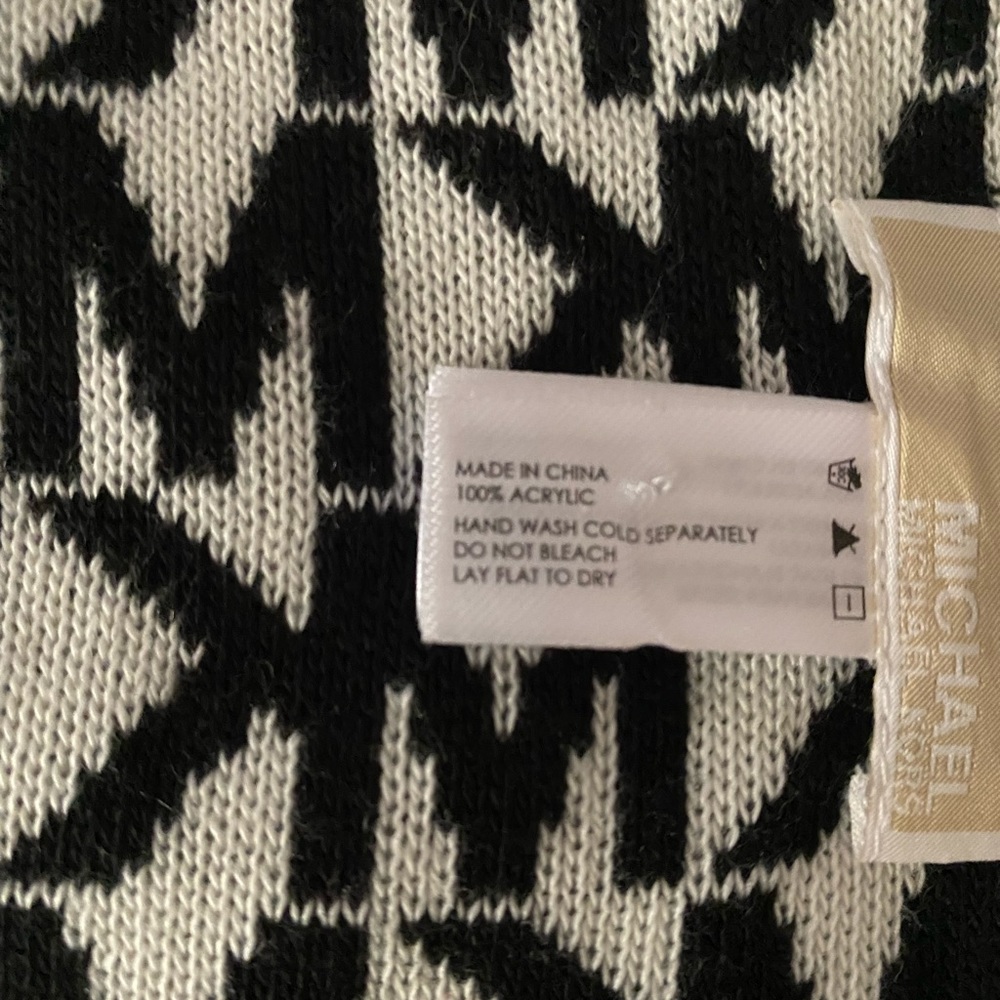 MADE IN CHINA
100% ACRYLIC
HAND WASH COLD SEPARATELY
DO NOT BLEACH
LAY FLAT TO DRY
MICHAEL
MICHAEL KORS